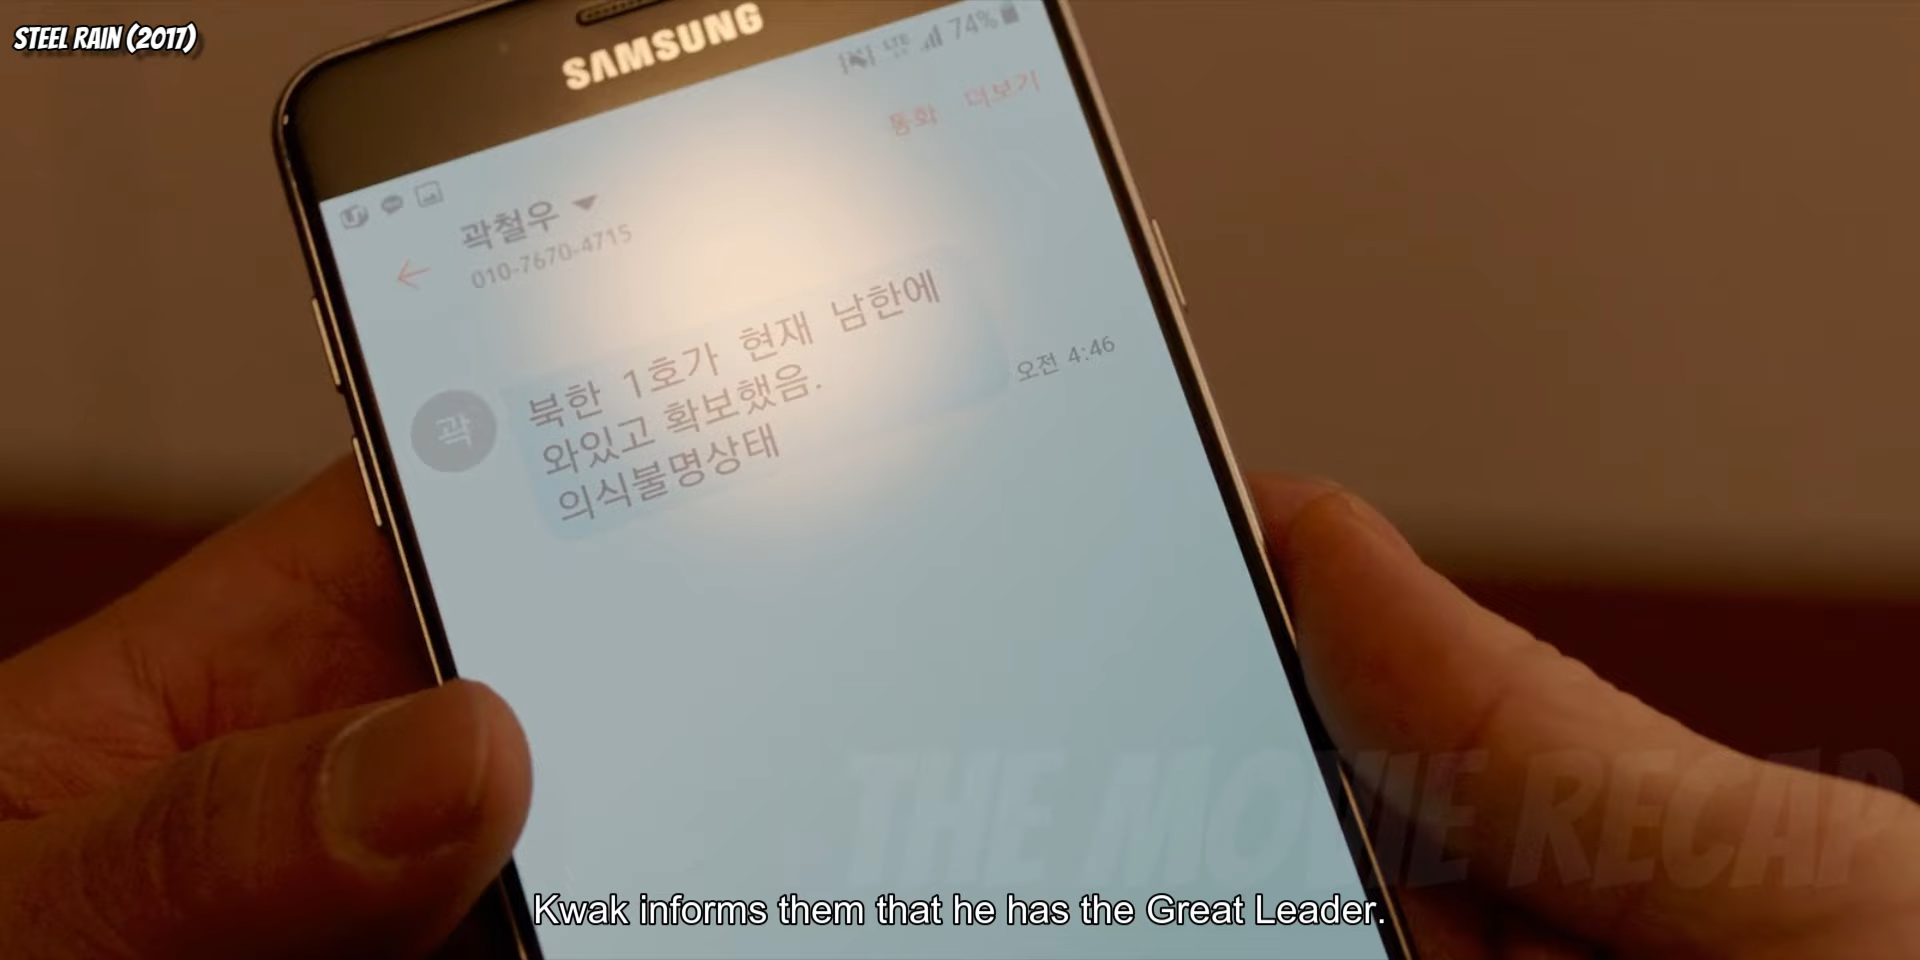 STEEL RAIN (2017)
SAMSUNG
LTE 74%
통화 더보기
곽철우
010-7670-4715
곽
북한 1호가 현재 남한에
와있고 확보했음.
의식불명상태
오전 4:46
THE MOVIE RECAP
Kwak informs them that he has the Great Leader.